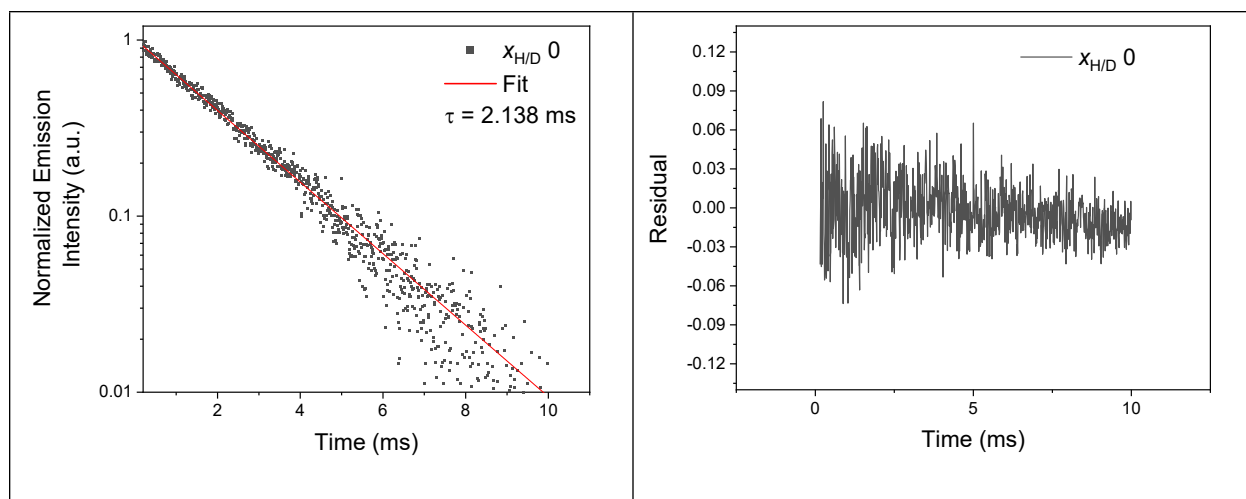 1
0.1
0.01
Normalized Emission
Intensity (a.u.)
x_H/D 0
Fit
τ = 2.138 ms
2 4 6 8 10
Time (ms)
0.12
0.09
0.06
0.03
0.00
-0.03
-0.06
-0.09
-0.12
Residual
x_H/D 0
0 5 10
Time (ms)